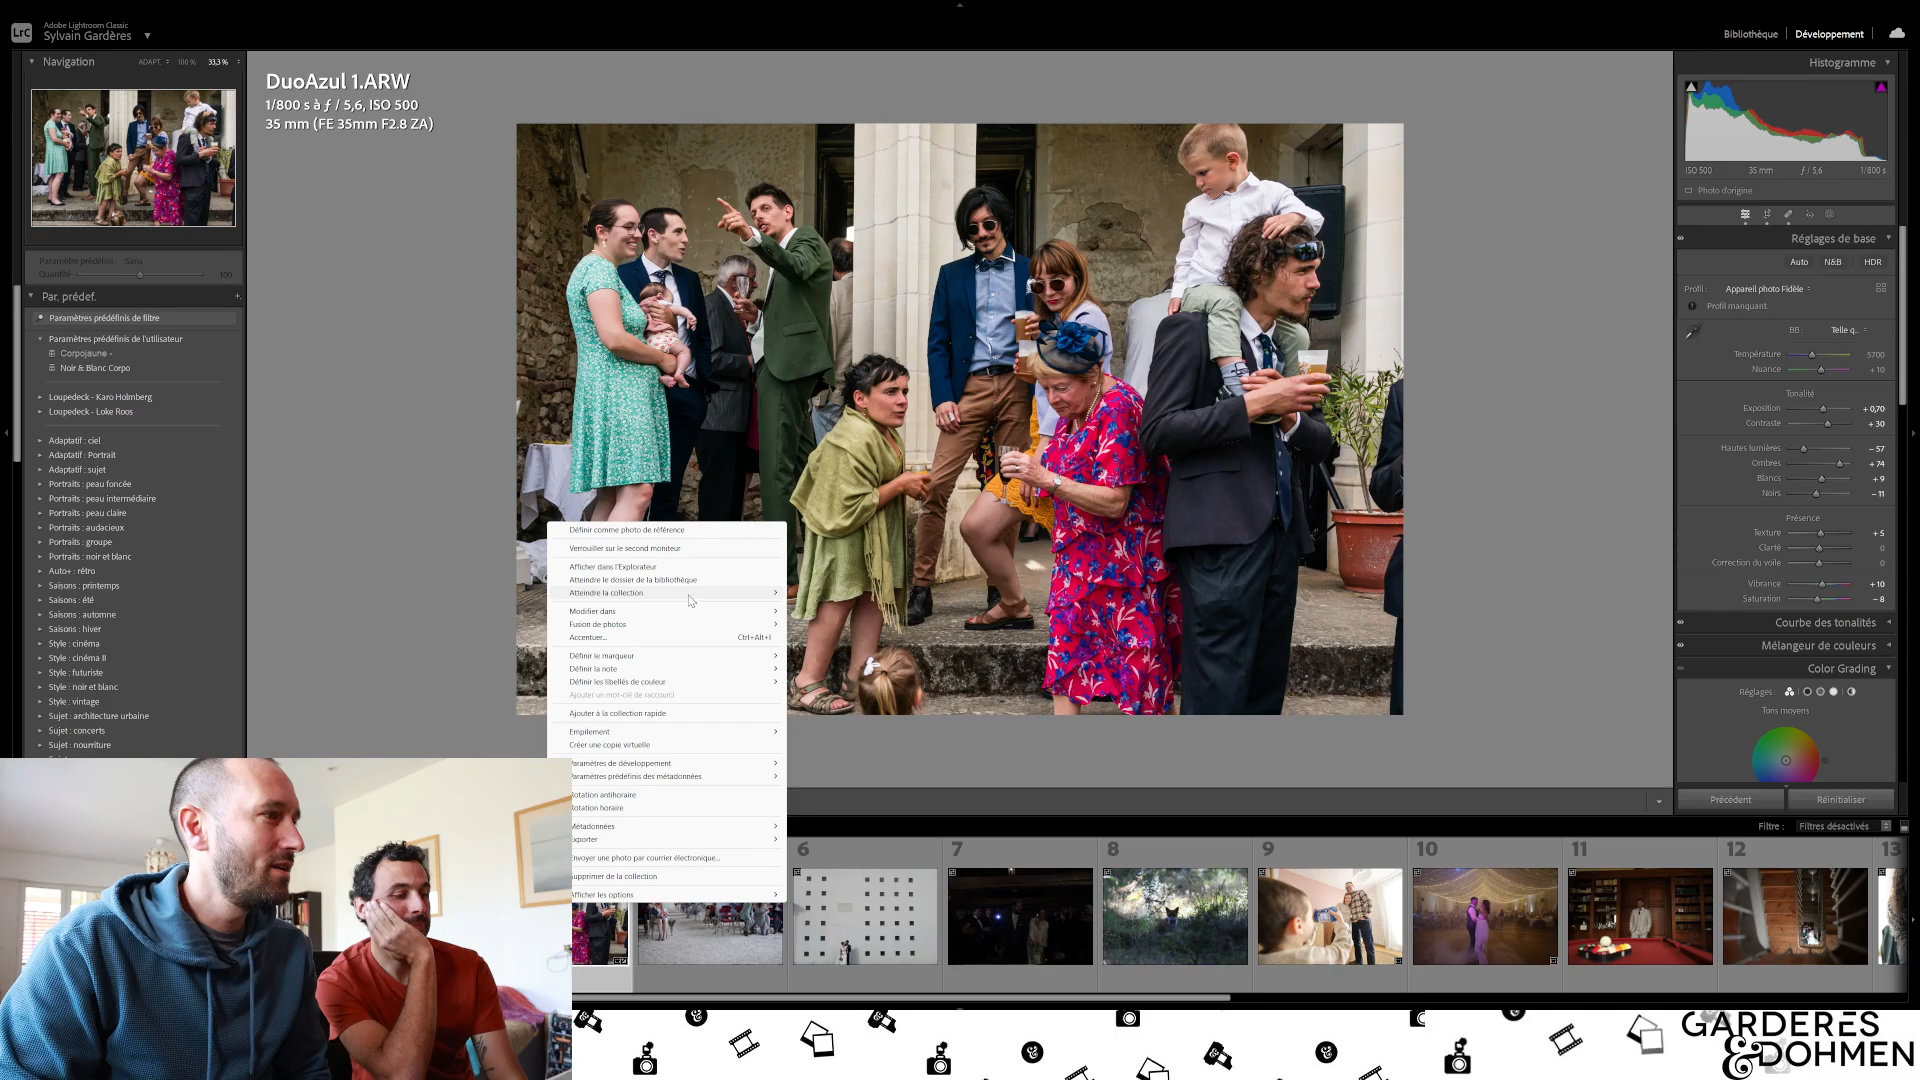 Adobe Lightroom Classic
LrC
Sylvain Gardères
Bibliothèque
Développement
Navigation
ADAPT.
100 %
33,3 %
Histogramme
DuoAzul 1.ARW
1/800 s à ƒ / 5,6, ISO 500
35 mm (FE 35mm F2.8 ZA)
ISO 500
35 mm
ƒ / 5,6
1/800 s
Photo d'origine
Paramètre prédéfini
Sans
Quantité
100
Par. prédef.
Paramètres prédéfinis de filtre
Paramètres prédéfinis de l'utilisateur
Corpojaune -
Noir & Blanc Corpo
Loupedeck - Karo Holmberg
Loupedeck - Loke Roos
Adaptatif : ciel
Adaptatif : Portrait
Adaptatif : sujet
Portraits : peau foncée
Portraits : peau intermédiaire
Portraits : peau claire
Portraits : audacieux
Portraits : groupe
Portraits : noir et blanc
Auto+ : rétro
Saisons : printemps
Saisons : été
Saisons : automne
Saisons : hiver
Style : cinéma
Style : cinéma II
Style : futuriste
Style : noir et blanc
Style : vintage
Sujet : architecture urbaine
Sujet : concerts
Sujet : nourriture
Définir comme photo de référence
Verrouiller sur le second moniteur
Afficher dans l'Explorateur
Atteindre le dossier de la bibliothèque
Atteindre la collection
Modifier dans
Fusion de photos
Accentuer...
Ctrl+Alt+I
Définir le marqueur
Définir la note
Définir les libellés de couleur
Ajouter un mot-clé de raccourci
Ajouter à la collection rapide
Empilement
Créer une copie virtuelle
Paramètres de développement
Paramètres prédéfinis des métadonnées
Rotation antihoraire
Rotation horaire
Métadonnées
Exporter
Envoyer une photo par courrier électronique...
Supprimer de la collection
Afficher les options
Réglages de base
Auto
N&B
HDR
Profil :
Appareil photo Fidèle
Profil manquant.
BB :
Telle q...
Température
5700
Nuance
+ 10
Tonalité
Exposition
+ 0,70
Contraste
+ 30
Hautes lumières
− 57
Ombres
+ 74
Blancs
+ 9
Noirs
− 11
Présence
Texture
+ 5
Clarté
0
Correction du voile
0
Vibrance
+ 10
Saturation
− 8
Courbe des tonalités
Mélangeur de couleurs
Color Grading
Réglages :
Tons moyens
Précédent
Réinitialiser
Filtre :
Filtres désactivés
6
7
8
9
10
11
12
13
GARDERES
&DOHMEN